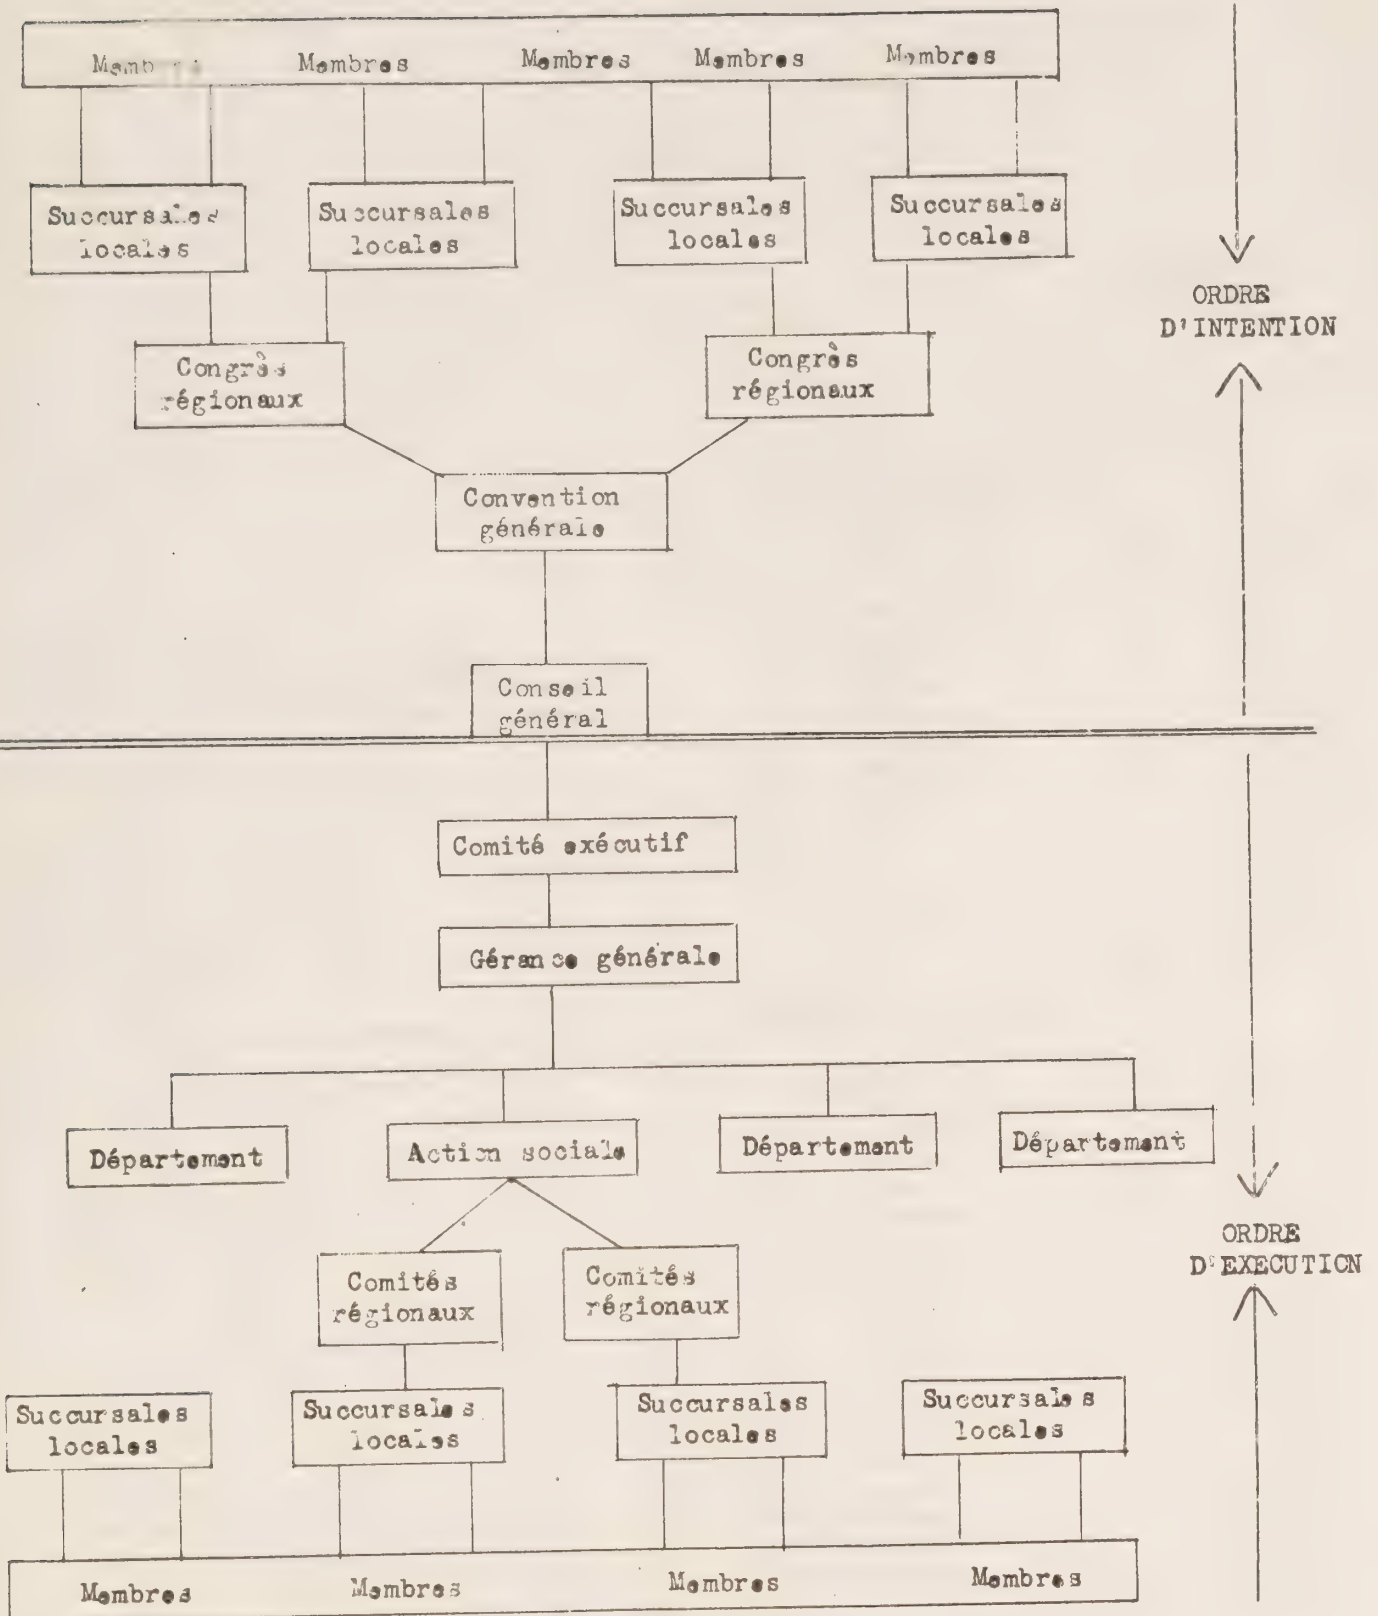 Membres Membres Membres Membres
Succursales locales
Succursales locales
Succursales locales
Succursales locales
ORDRE
D'INTENTION
Congrès
régionaux
Congrès
régionaux
Convention
générale
Conseil
général
Comité exécutif
Gérance générale
Département
Action sociale
Département
Département
ORDRE
D'EXECUTION
Comités
régionaux
Comités
régionaux
Succursales
locales
Succursales
locales
Succursales
locales
Succursales
locales
Membres Membres Membres Membres